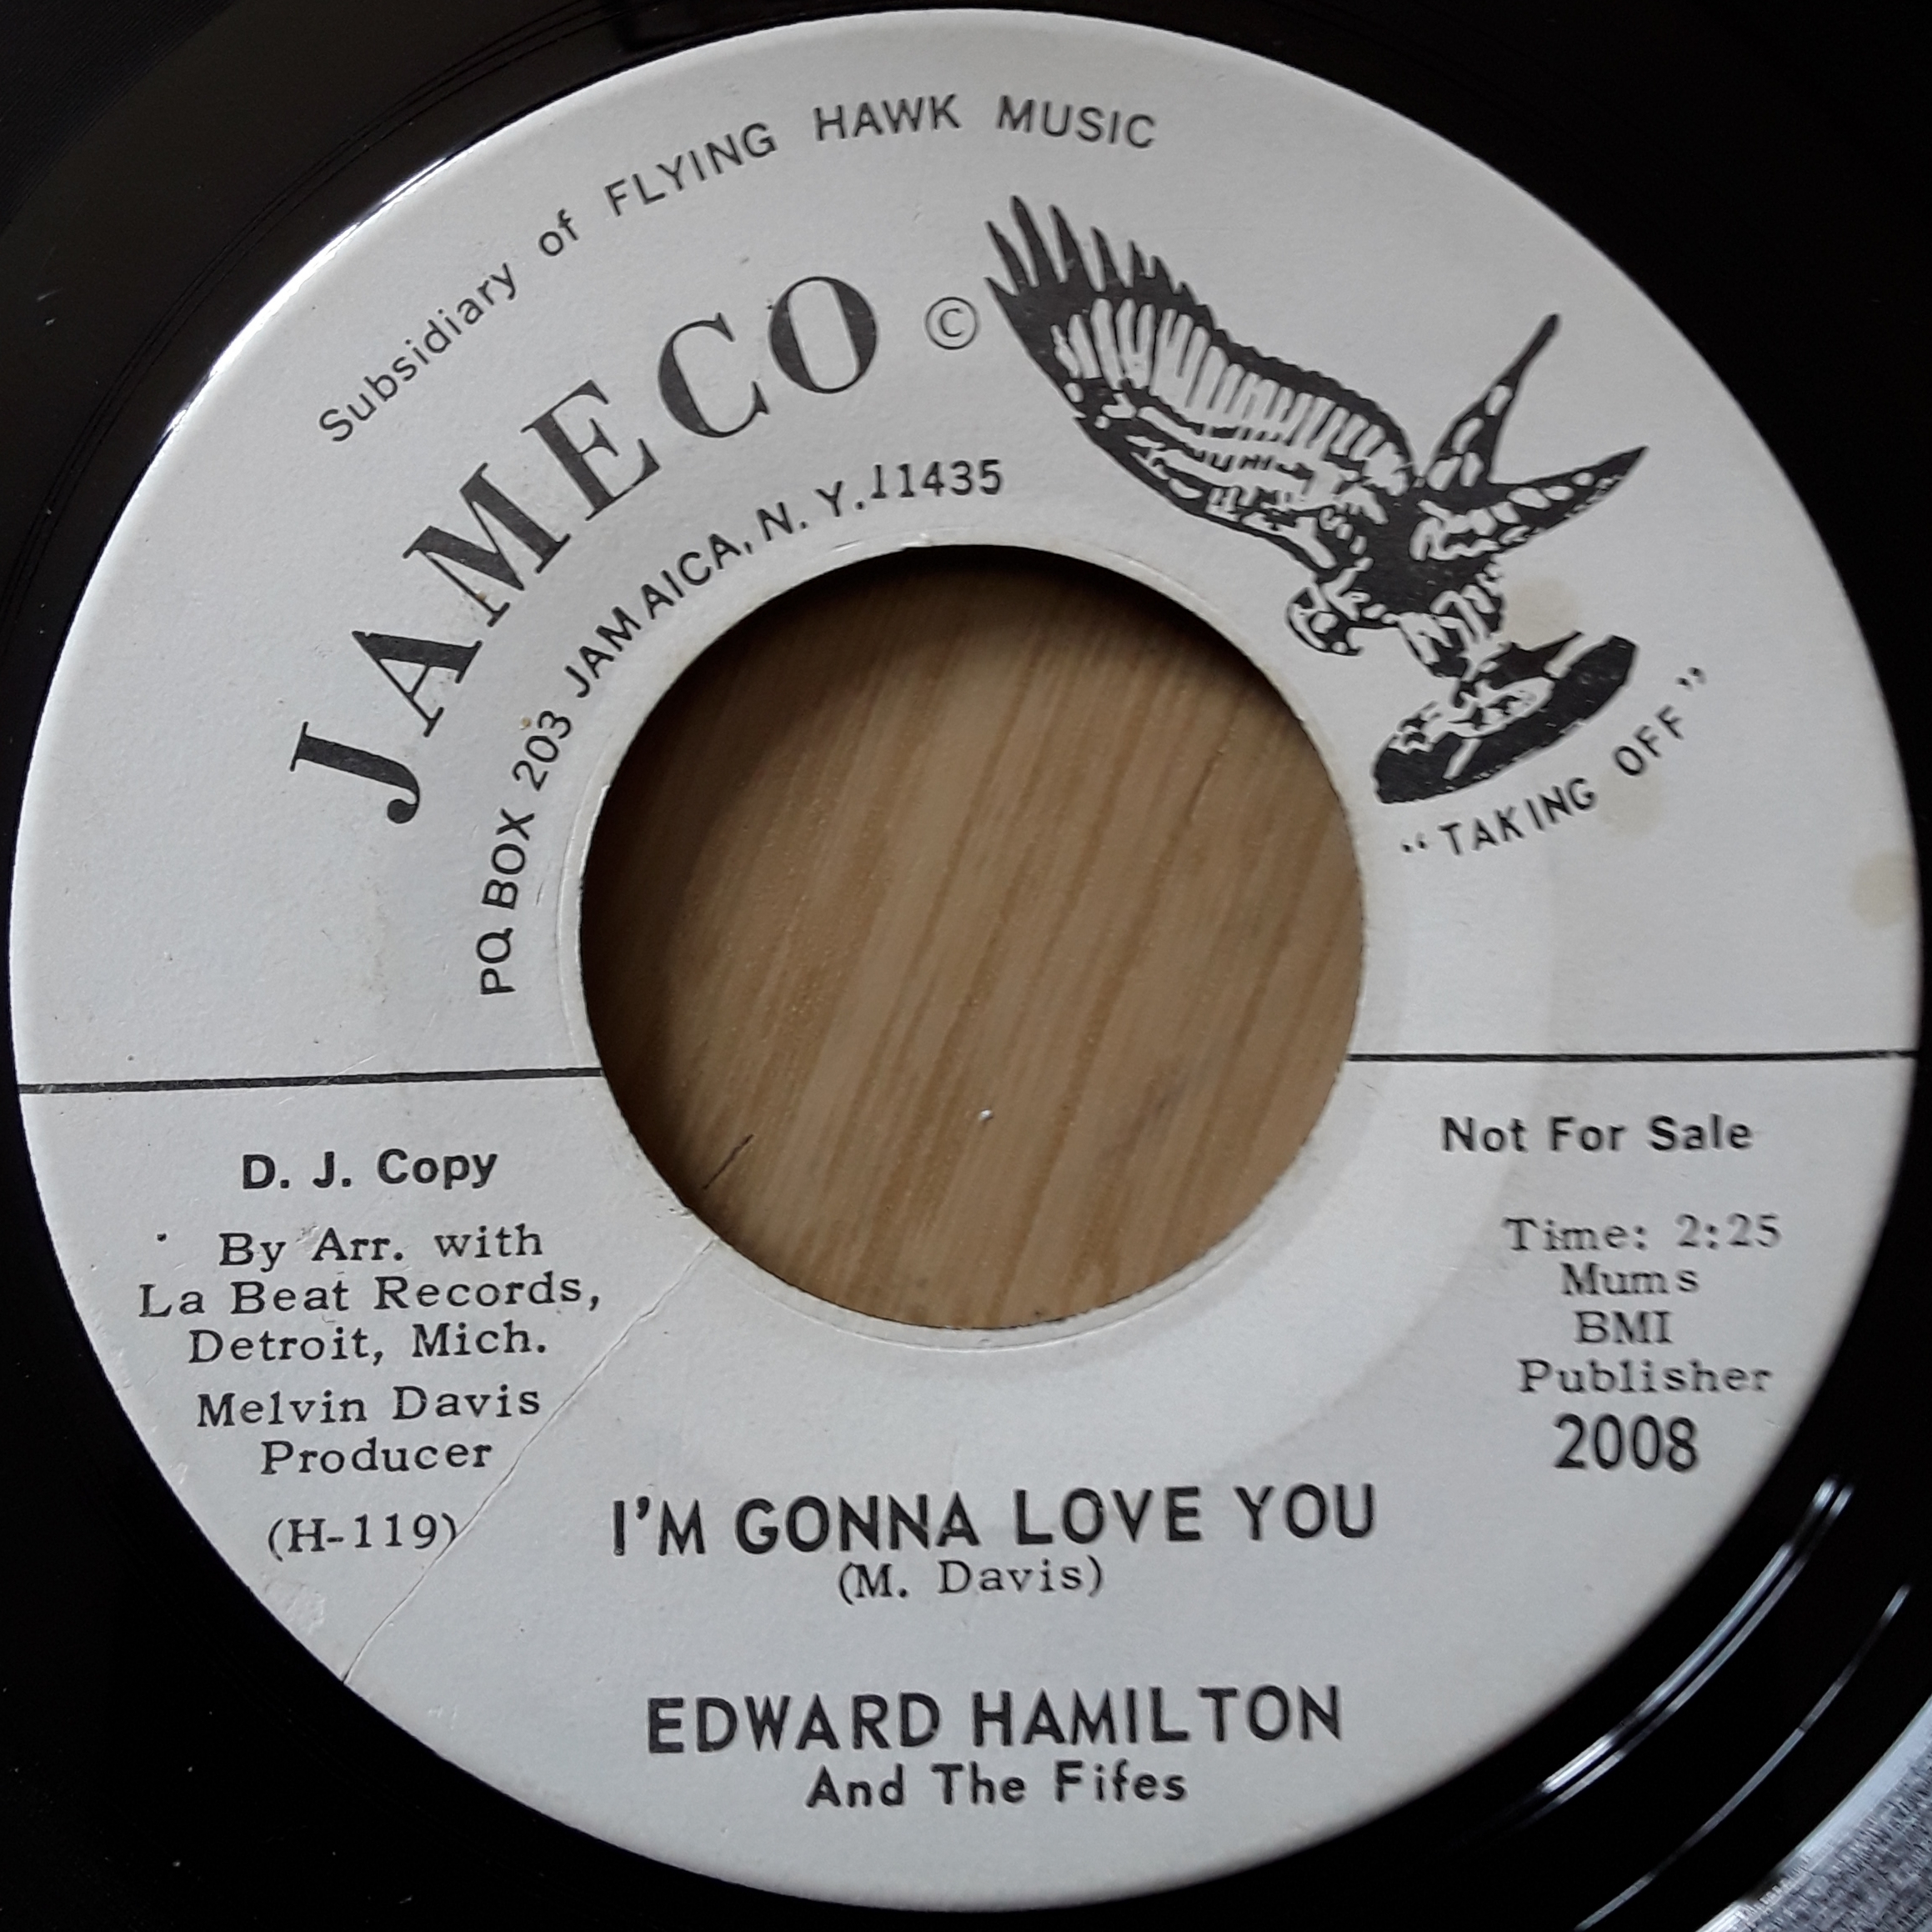 Subsidiary of FLYING HAWK MUSIC
JAMECO ©
P.O. BOX 203 JAMAICA, N. Y. 11435
“TAKING OFF”
D. J. Copy
By Arr. with
La Beat Records,
Detroit, Mich.
Melvin Davis
Producer
(H-119)
Not For Sale
Time: 2:25
Mums
BMI
Publisher
2008
I'M GONNA LOVE YOU
(M. Davis)
EDWARD HAMILTON
And The Fifes